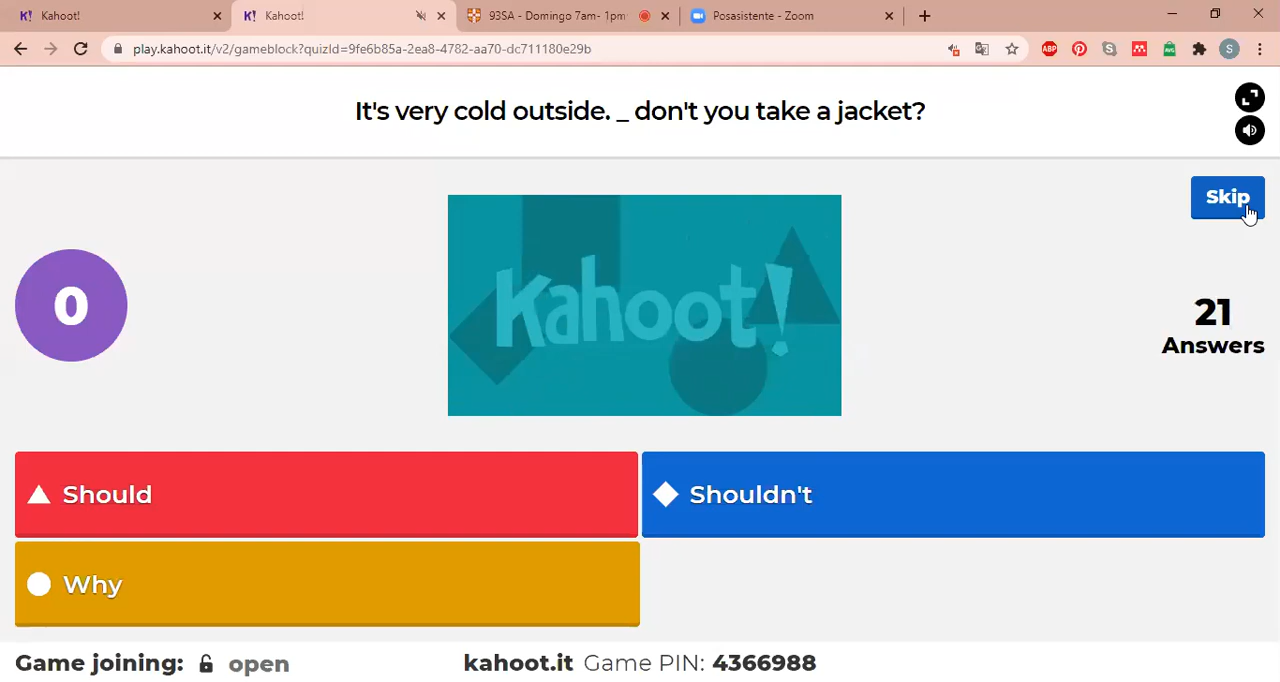 Kahoot!
Kahoot!
93SA - Domingo 7am- 1pm
Posasistente - Zoom
play.kahoot.it/v2/gameblock?quizId=9fe6b85a-2ea8-4782-aa70-dc711180e29b
ABP
S
AVG
S
It's very cold outside. _ don't you take a jacket?
Skip
0
Kahoot!
21
Answers
Should
Shouldn't
Why
Game joining: open
kahoot.it Game PIN: 4366988